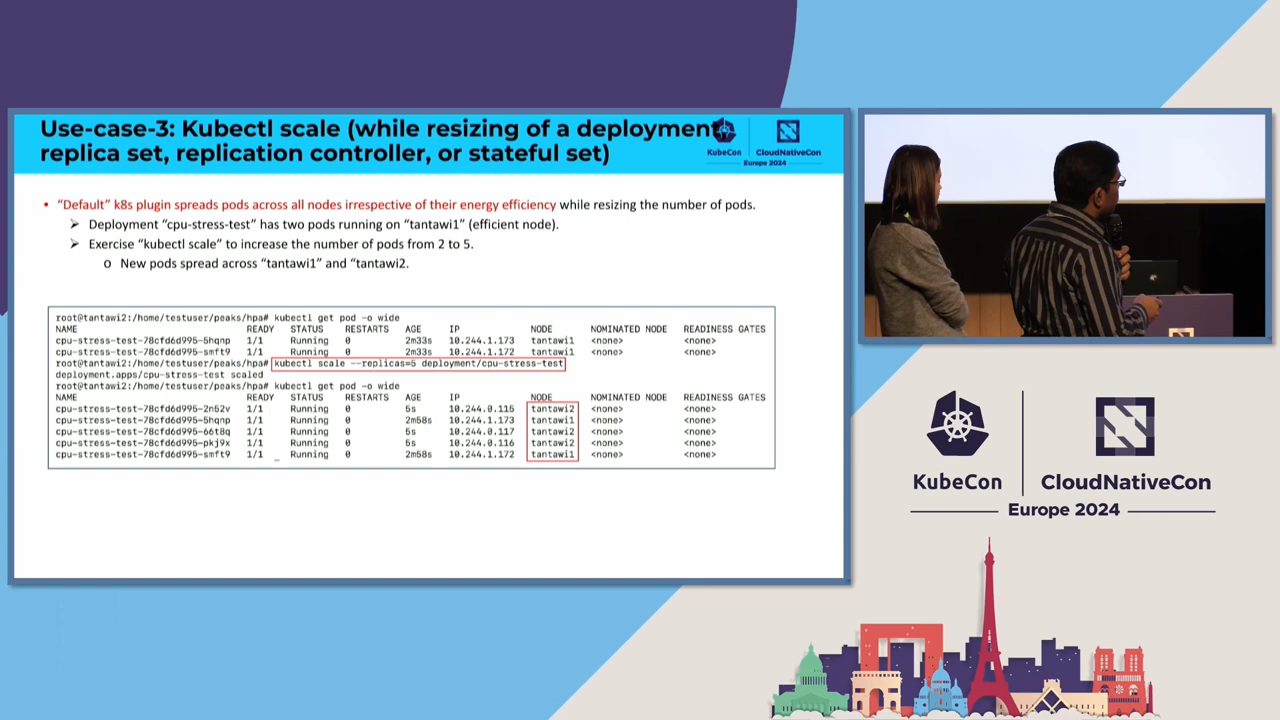 Use-case-3: Kubectl scale (while resizing of a deployment,
replica set, replication controller, or stateful set)
KubeCon
CloudNativeCon
Europe 2024
• “Default” k8s plugin spreads pods across all nodes irrespective of their energy efficiency while resizing the number of pods.
➢ Deployment “cpu-stress-test” has two pods running on “tantawi1” (efficient node).
➢ Exercise “kubectl scale” to increase the number of pods from 2 to 5.
o New pods spread across “tantawi1” and “tantawi2.
root@tantawi2:/home/testuser/peaks/hpa# kubectl get pod -o wide
NAME READY STATUS RESTARTS AGE IP NODE NOMINATED NODE READINESS GATES
cpu-stress-test-78cfd6d995-5hqnp 1/1 Running 0 2m33s 10.244.1.173 tantawi1 <none> <none>
cpu-stress-test-78cfd6d995-smft9 1/1 Running 0 2m33s 10.244.1.172 tantawi1 <none> <none>
root@tantawi2:/home/testuser/peaks/hpa# kubectl scale --replicas=5 deployment/cpu-stress-test
deployment.apps/cpu-stress-test scaled
root@tantawi2:/home/testuser/peaks/hpa# kubectl get pod -o wide
NAME READY STATUS RESTARTS AGE IP NODE NOMINATED NODE READINESS GATES
cpu-stress-test-78cfd6d995-2n52v 1/1 Running 0 5s 10.244.0.115 tantawi2 <none> <none>
cpu-stress-test-78cfd6d995-5hqnp 1/1 Running 0 2m58s 10.244.1.173 tantawi1 <none> <none>
cpu-stress-test-78cfd6d995-66t8q 1/1 Running 0 5s 10.244.0.117 tantawi2 <none> <none>
cpu-stress-test-78cfd6d995-pkj9x 1/1 Running 0 5s 10.244.0.116 tantawi2 <none> <none>
cpu-stress-test-78cfd6d995-smft9 1/1 Running 0 2m58s 10.244.1.172 tantawi1 <none> <none>
KubeCon
CloudNativeCon
Europe 2024